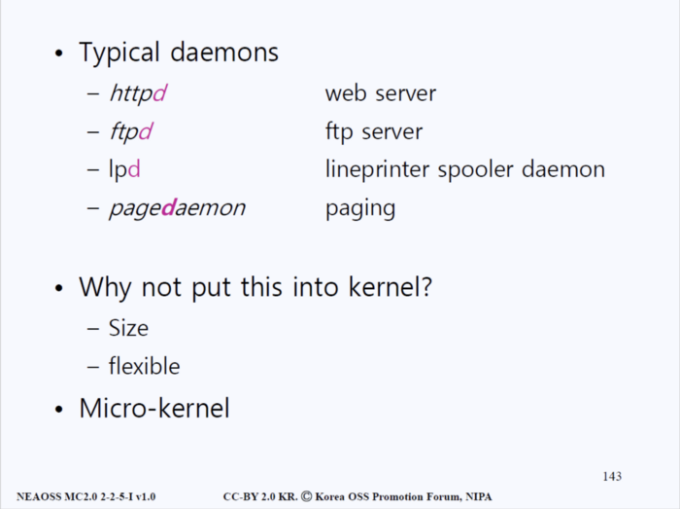 • Typical daemons
– httpd web server
– ftpd ftp server
– lpd lineprinter spooler daemon
– pagedaemon paging
• Why not put this into kernel?
– Size
– flexible
• Micro-kernel
143
NEAOSS MC2.0 2-2-5-I v1.0 CC-BY 2.0 KR. Ⓒ Korea OSS Promotion Forum, NIPA